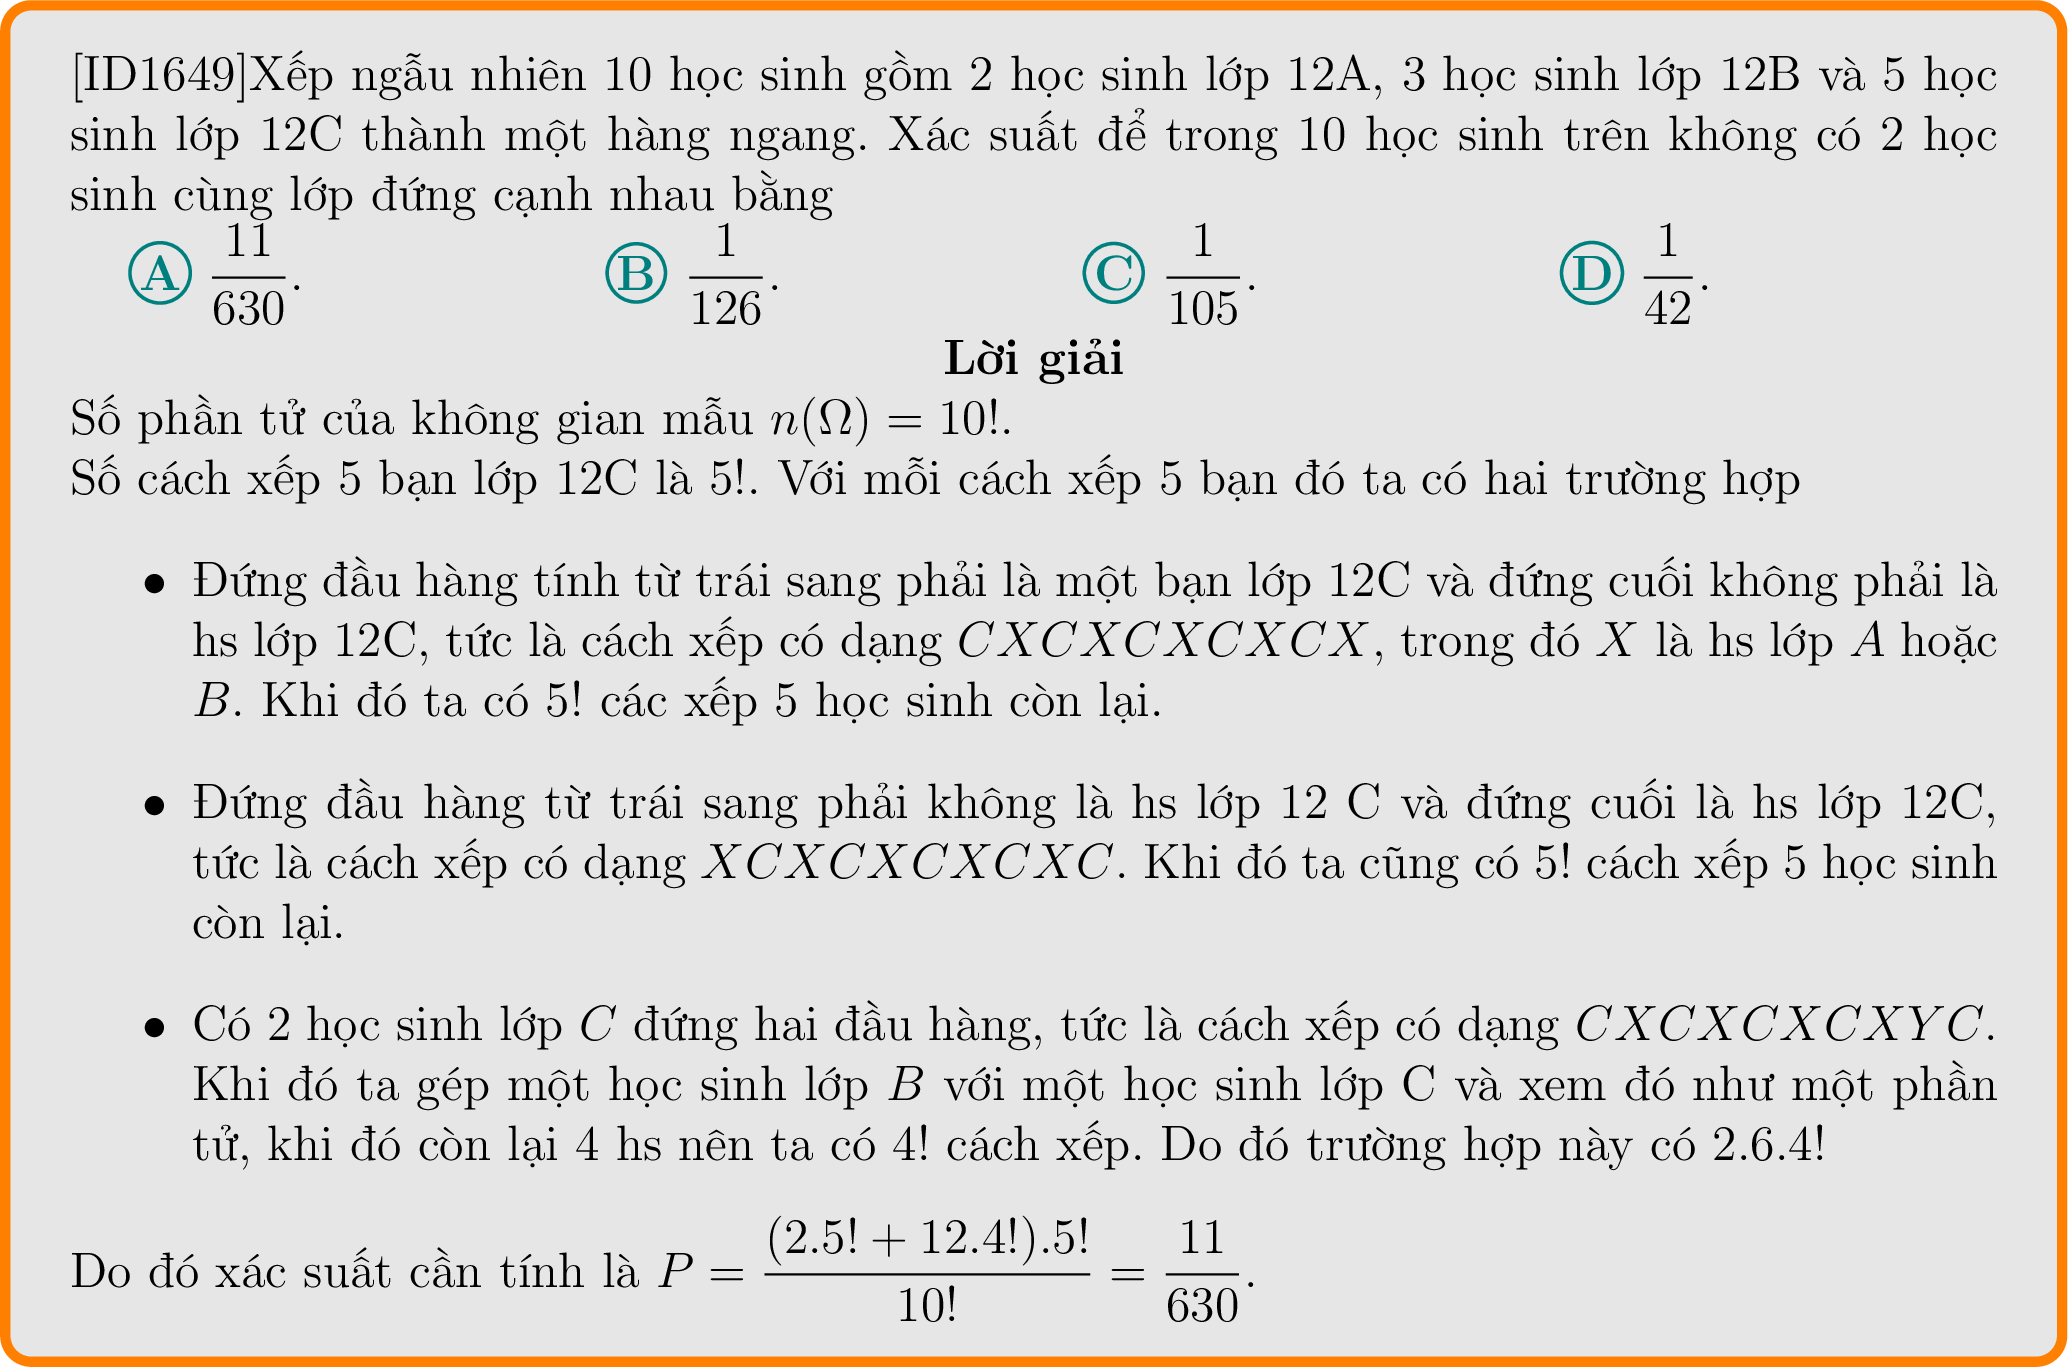 [ID1649]Xếp ngẫu nhiên 10 học sinh gồm 2 học sinh lớp 12A, 3 học sinh lớp 12B và 5 học
sinh lớp 12C thành một hàng ngang. Xác suất để trong 10 học sinh trên không có 2 học
sinh cùng lớp đứng cạnh nhau bằng
A 11/630. B 1/126. C 1/105. D 1/42.
Lời giải
Số phần tử của không gian mẫu n(Ω) = 10!.
Số cách xếp 5 bạn lớp 12C là 5!. Với mỗi cách xếp 5 bạn đó ta có hai trường hợp
• Đứng đầu hàng tính từ trái sang phải là một bạn lớp 12C và đứng cuối không phải là
hs lớp 12C, tức là cách xếp có dạng CXCXCXCXCX, trong đó X là hs lớp A hoặc
B. Khi đó ta có 5! các xếp 5 học sinh còn lại.
• Đứng đầu hàng từ trái sang phải không là hs lớp 12 C và đứng cuối là hs lớp 12C,
tức là cách xếp có dạng XCXCXCXCXC. Khi đó ta cũng có 5! cách xếp 5 học sinh
còn lại.
• Có 2 học sinh lớp C đứng hai đầu hàng, tức là cách xếp có dạng CXCXCXCXYC.
Khi đó ta gép một học sinh lớp B với một học sinh lớp C và xem đó như một phần
tử, khi đó còn lại 4 hs nên ta có 4! cách xếp. Do đó trường hợp này có 2.6.4!
Do đó xác suất cần tính là P = (2.5! + 12.4!).5!/10! = 11/630.